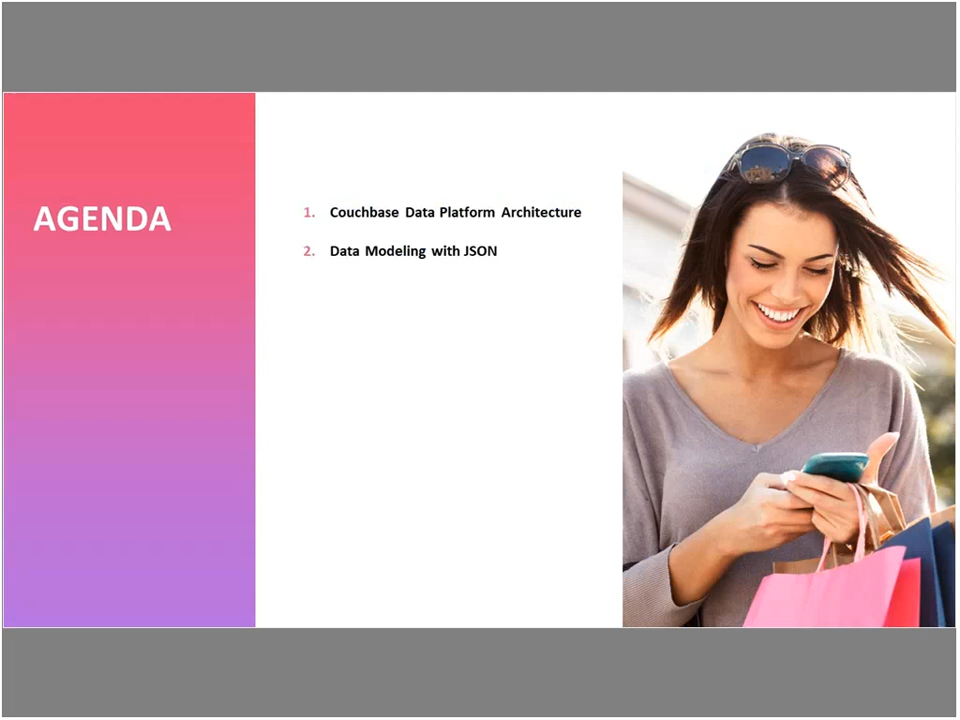 AGENDA
1. Couchbase Data Platform Architecture
2. Data Modeling with JSON